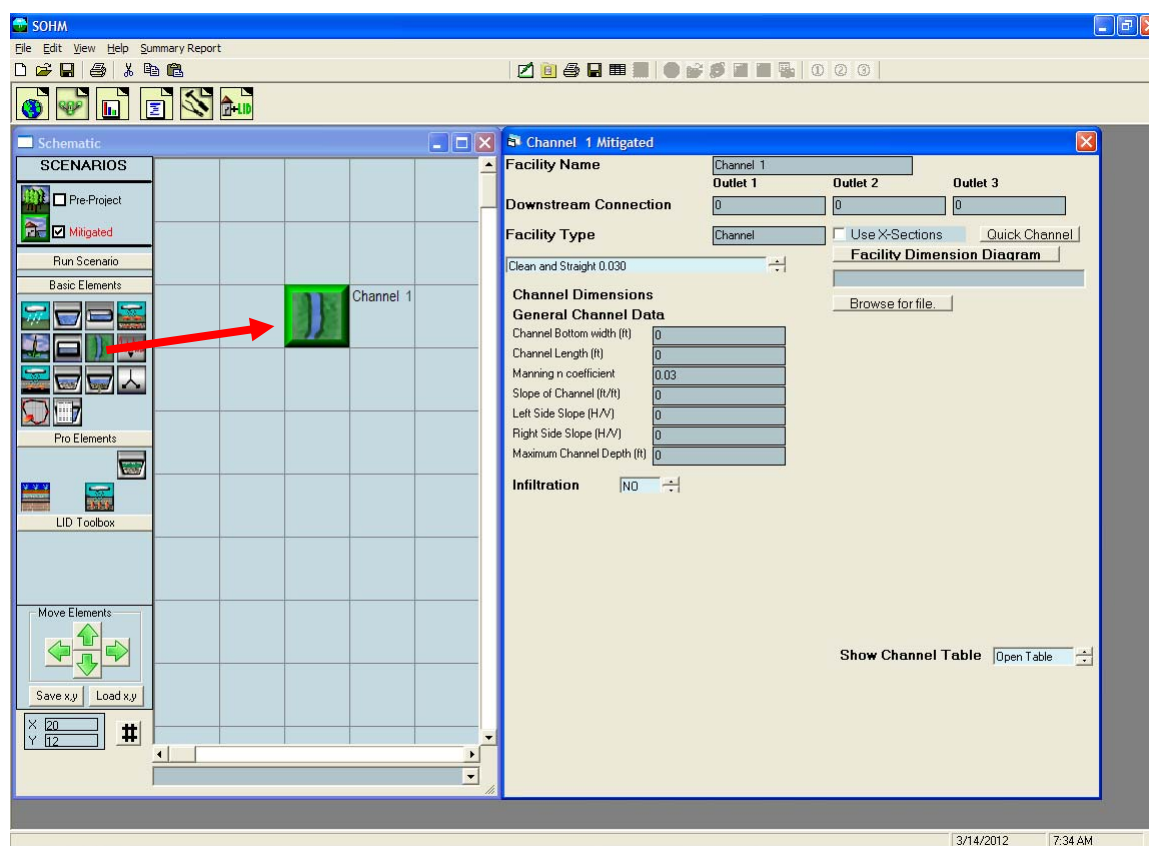 SOHM
File Edit View Help Summary Report
+LID
Schematic
Channel 1 Mitigated
SCENARIOS
Pre-Project
Mitigated
Run Scenario
Basic Elements
Pro Elements
LID Toolbox
Move Elements
Save x,y Load x,y
X 20
Y 12
#
Channel 1
Facility Name Channel 1
Outlet 1 Outlet 2 Outlet 3
Downstream Connection 0 0 0
Facility Type Channel Use X-Sections Quick Channel
Facility Dimension Diagram
Clean and Straight 0.030
Browse for file.
Channel Dimensions
General Channel Data
Channel Bottom width (ft) 0
Channel Length (ft) 0
Manning n coefficient 0.03
Slope of Channel (ft/ft) 0
Left Side Slope (H/V) 0
Right Side Slope (H/V) 0
Maximum Channel Depth (ft) 0
Infiltration NO
Show Channel Table Open Table
3/14/2012 7:34 AM